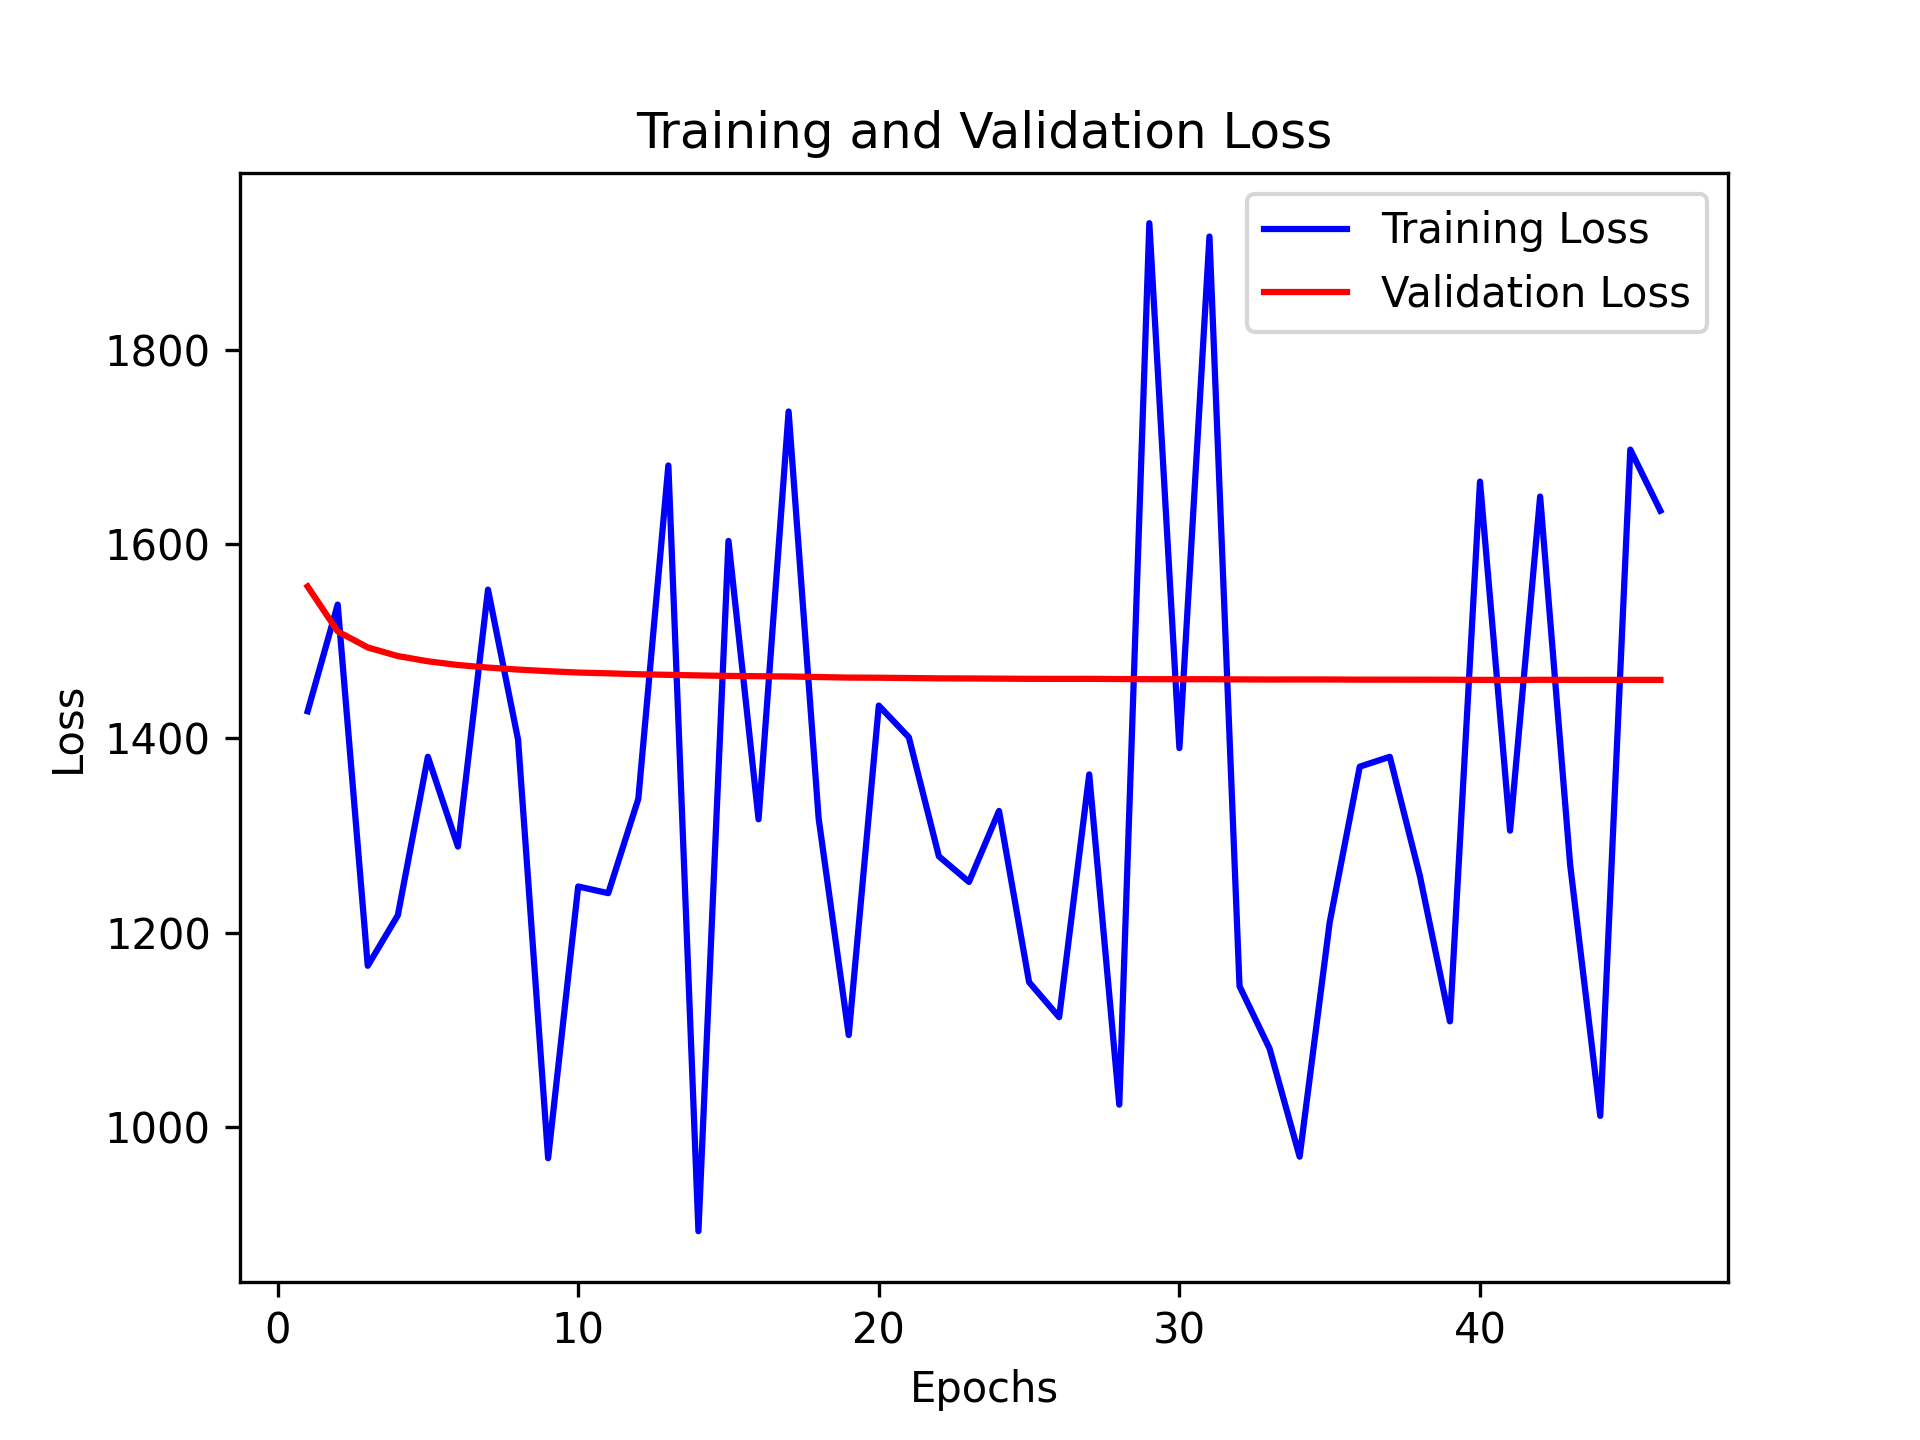 Training and Validation Loss
Training Loss
Validation Loss
1800
1600
1400
1200
1000
Loss
0 10 20 30 40
Epochs